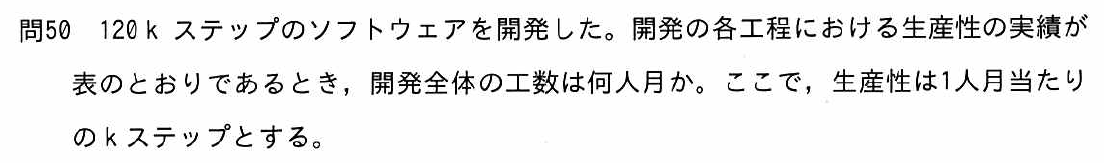 問50 120k ステップのソフトウェアを開発した。開発の各工程における生産性の実績が
表のとおりであるとき，開発全体の工数は何人月か。ここで，生産性は1人月当たり
のkステップとする。